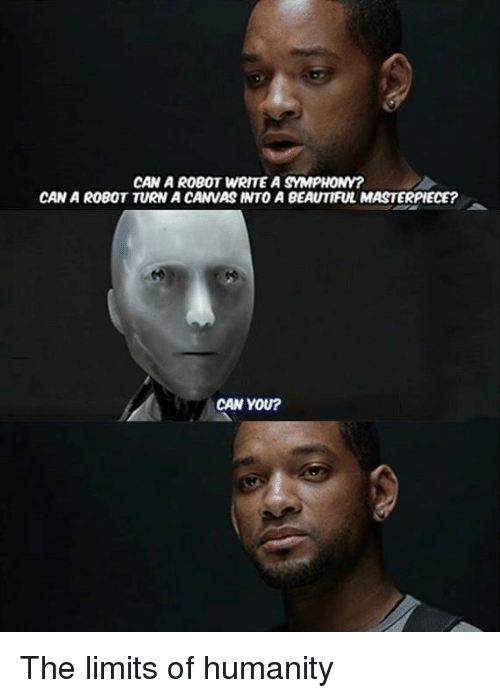 CAN A ROBOT WRITE A SYMPHONY?
CAN A ROBOT TURN A CANVAS INTO A BEAUTIFUL MASTERPIECE?
CAN YOU?
The limits of humanity